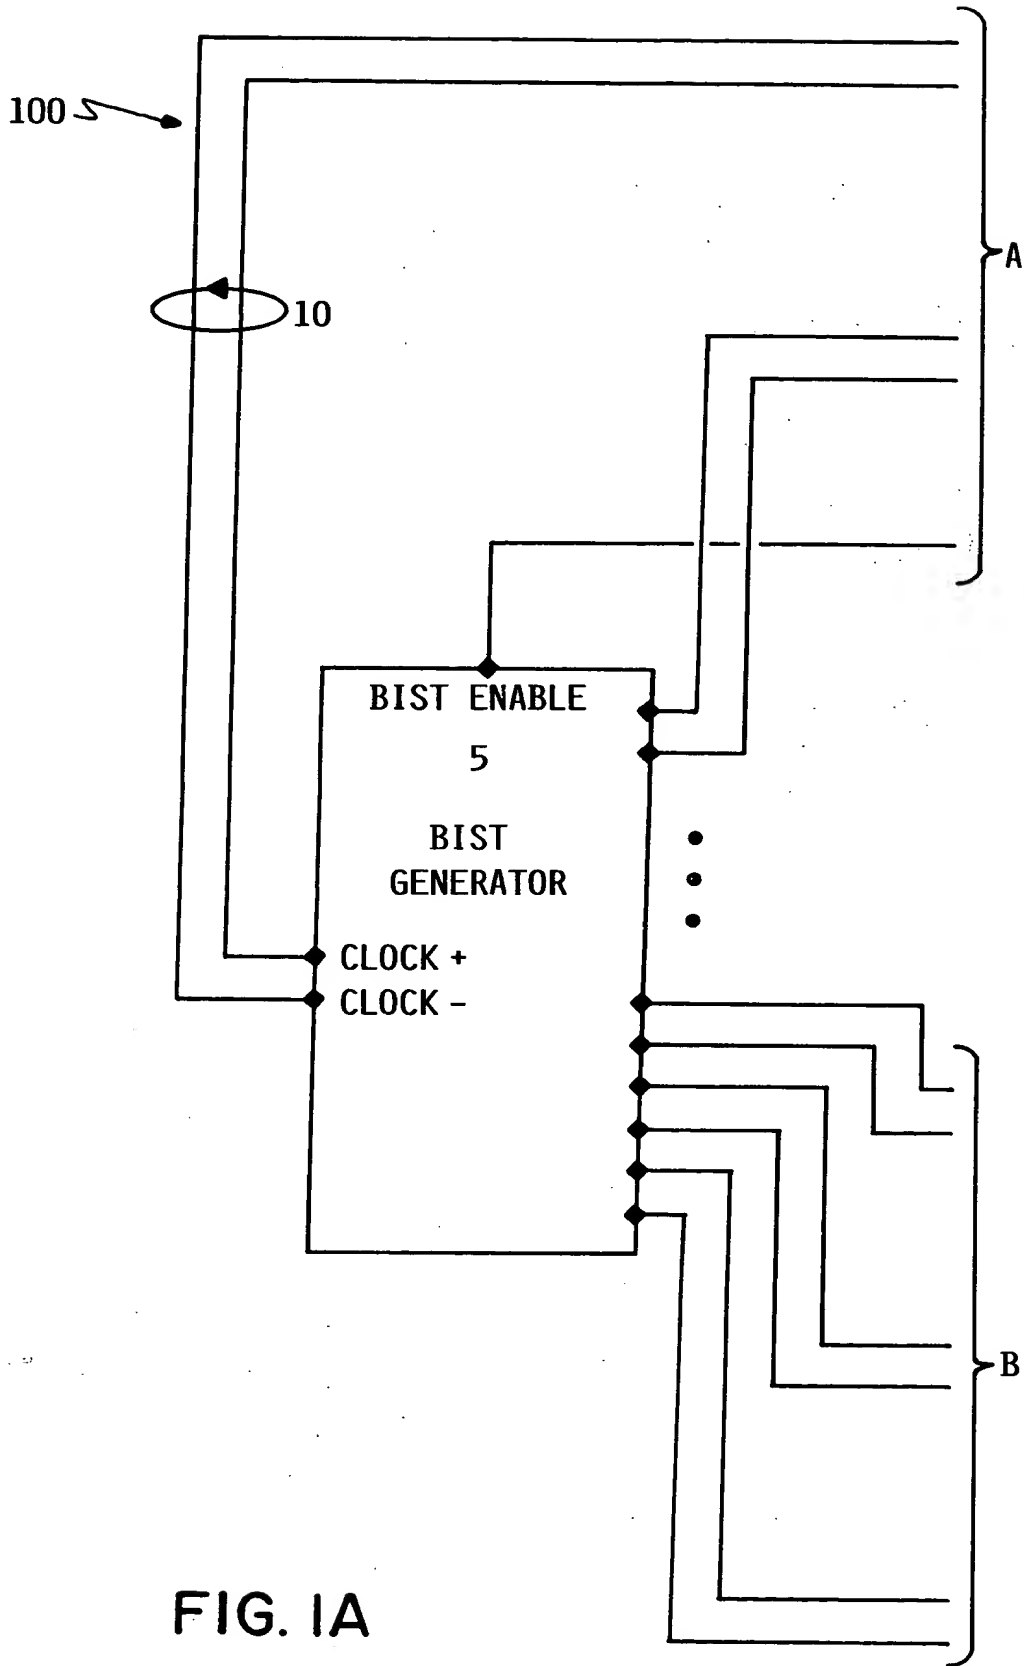 100
A
10
BIST ENABLE
5
BIST
GENERATOR
CLOCK +
CLOCK -
B
FIG. 1A